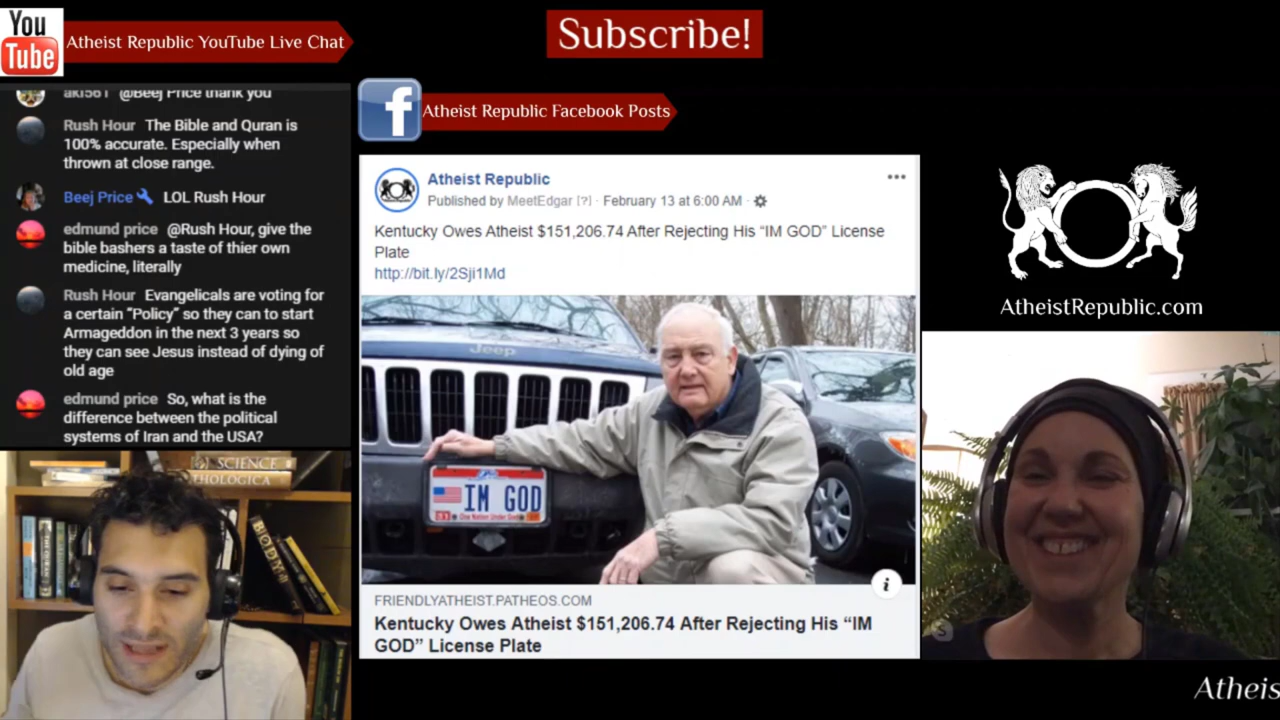 You
Tube
Atheist Republic YouTube Live Chat
Subscribe!
aki561 @Beej Price thank you
Rush Hour The Bible and Quran is
100% accurate. Especially when
thrown at close range.
Beej Price LOL Rush Hour
edmund price @Rush Hour, give the
bible bashers a taste of thier own
medicine, literally
Rush Hour Evangelicals are voting for
a certain “Policy” so they can to start
Armageddon in the next 3 years so
they can see Jesus instead of dying of
old age
edmund price So, what is the
difference between the political
systems of Iran and the USA?
f
Atheist Republic Facebook Posts
Atheist Republic
Published by MeetEdgar [?] · February 13 at 6:00 AM ·
Kentucky Owes Atheist $151,206.74 After Rejecting His “IM GOD” License
Plate
http://bit.ly/2Sji1Md
Jeep
IM GOD
One Nation Under God
i
FRIENDLYATHEIST.PATHEOS.COM
Kentucky Owes Atheist $151,206.74 After Rejecting His “IM
GOD” License Plate
AtheistRepublic.com
SCIENCE
S
Atheis